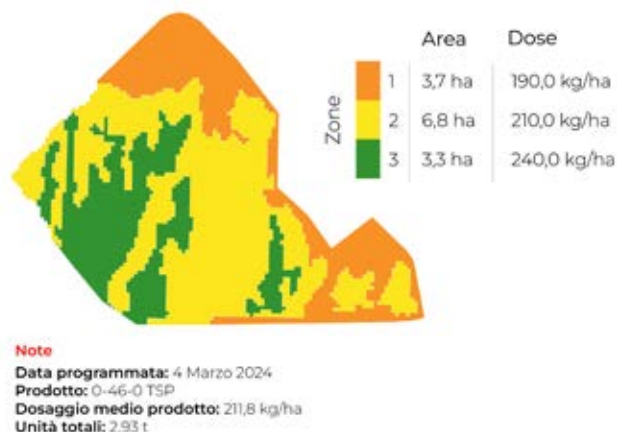 Area Dose
Zone
1 3,7 ha 190,0 kg/ha
2 6,8 ha 210,0 kg/ha
3 3,3 ha 240,0 kg/ha
Note
Data programmata: 4 Marzo 2024
Prodotto: 0-46-0 TSP
Dosaggio medio prodotto: 211,8 kg/ha
Unità totali: 2,93 t